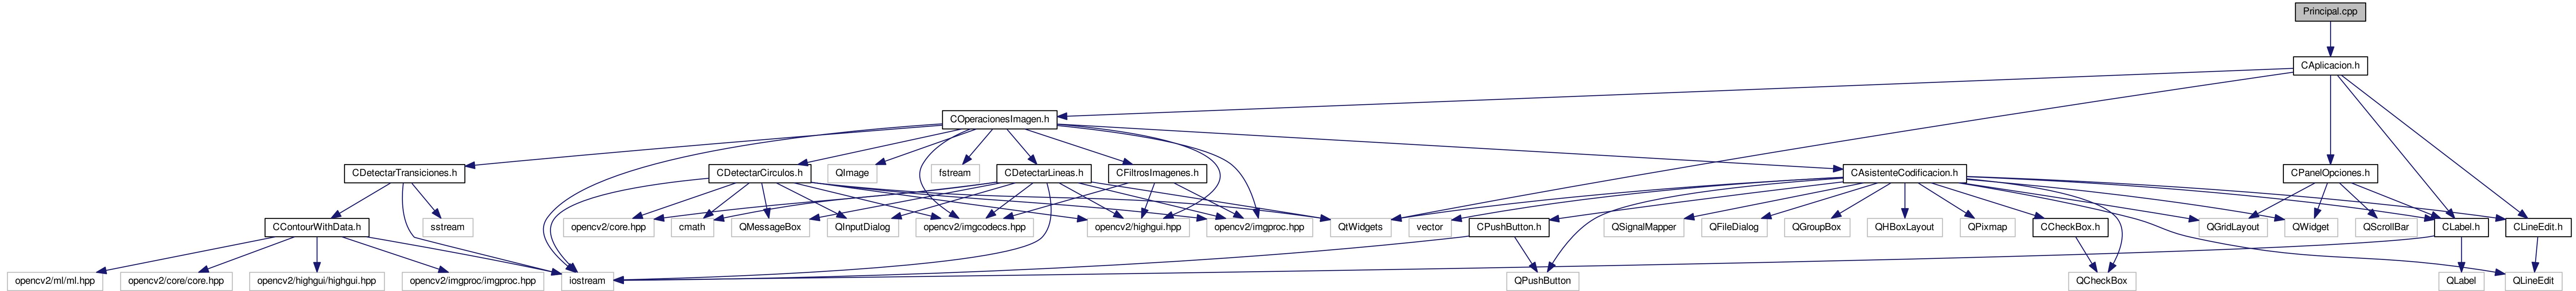 Principal.cpp
CAplicacion.h
COperacionesImagen.h
CDetectarTransiciones.h
CDetectarCirculos.h
QImage
fstream
CDetectarLineas.h
CFiltrosImagenes.h
CAsistenteCodificacion.h
CPanelOpciones.h
CContourWithData.h
sstream
opencv2/core.hpp
cmath
QMessageBox
QInputDialog
opencv2/imgcodecs.hpp
opencv2/highgui.hpp
opencv2/imgproc.hpp
QtWidgets
vector
CPushButton.h
QSignalMapper
QFileDialog
QGroupBox
QHBoxLayout
QPixmap
CCheckBox.h
QGridLayout
QWidget
QScrollBar
CLabel.h
CLineEdit.h
opencv2/ml/ml.hpp
opencv2/core/core.hpp
opencv2/highgui/highgui.hpp
opencv2/imgproc/imgproc.hpp
iostream
QPushButton
QCheckBox
QLabel
QLineEdit